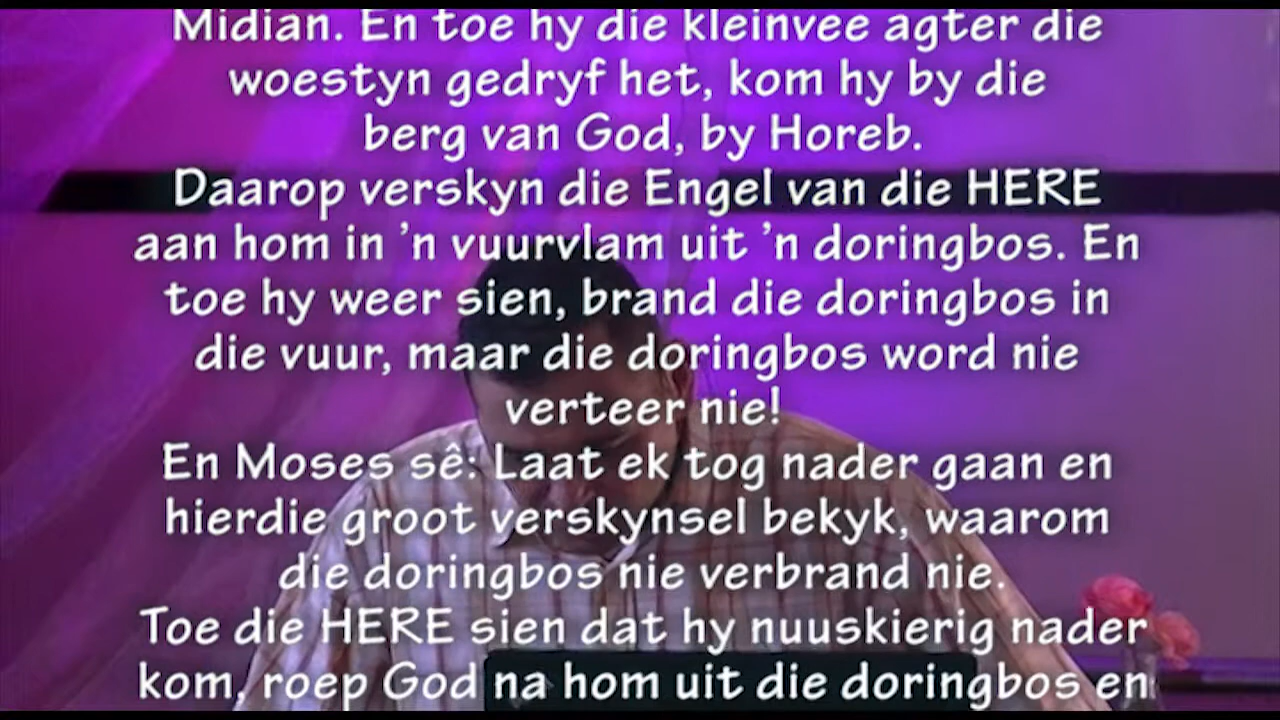 Midian. En toe hy die kleinvee agter die
woestyn gedryf het, kom hy by die
berg van God, by Horeb.
Daarop verskyn die Engel van die HERE
aan hom in ’n vuurvlam uit ’n doringbos. En
toe hy weer sien, brand die doringbos in
die vuur, maar die doringbos word nie
verteer nie!
En Moses sê: Laat ek tog nader gaan en
hierdie groot verskynsel bekyk, waarom
die doringbos nie verbrand nie.
Toe die HERE sien dat hy nuuskierig nader
kom, roep God na hom uit die doringbos en